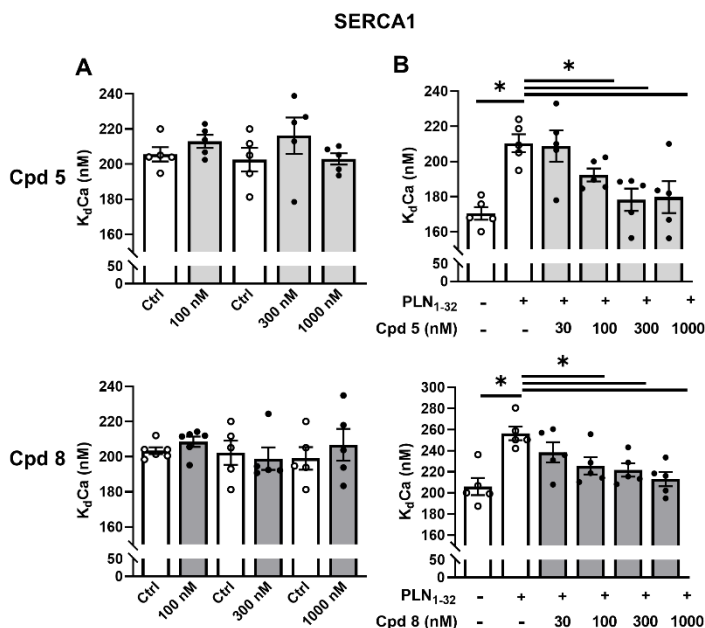 SERCA1
A
B
Cpd 5
KdCa (nM)
240
220
200
180
160
50
0
Ctrl
100 nM
Ctrl
300 nM
1000 nM
*
*
KdCa (nM)
240
220
200
180
160
50
0
PLN1-32 - + + + + +
Cpd 5 (nM) - - 30 100 300 1000
Cpd 8
KdCa (nM)
240
220
200
180
160
50
0
Ctrl
100 nM
Ctrl
300 nM
Ctrl
1000 nM
*
*
KdCa (nM)
300
280
260
240
220
200
50
0
PLN1-32 - + + + + +
Cpd 8 (nM) - - 30 100 300 1000